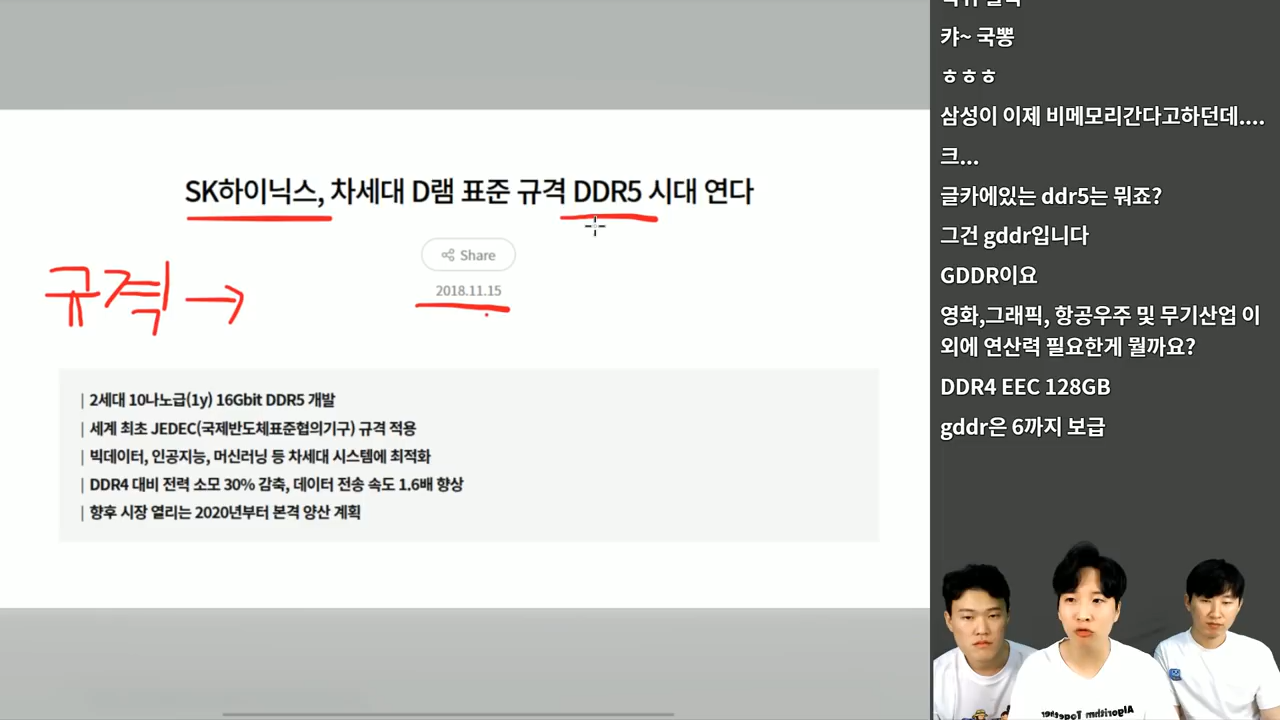 SK하이닉스, 차세대 D램 표준 규격 DDR5 시대 연다
Share
2018.11.15
규격 →
| 2세대 10나노급(1y) 16Gbit DDR5 개발
| 세계 최초 JEDEC(국제반도체표준협의기구) 규격 적용
| 빅데이터, 인공지능, 머신러닝 등 차세대 시스템에 최적화
| DDR4 대비 전력 소모 30% 감축, 데이터 전송 속도 1.6배 향상
| 향후 시장 열리는 2020년부터 본격 양산 계획
캬~ 국뽕
ㅎㅎㅎ
삼성이 이제 비메모리간다고하던데....
크...
글카에있는 ddr5는 뭐죠?
그건 gddr입니다
GDDR이요
영화,그래픽, 항공우주 및 무기산업 이
외에 연산력 필요한게 뭘까요?
DDR4 EEC 128GB
gddr은 6까지 보급
Algorithm Together